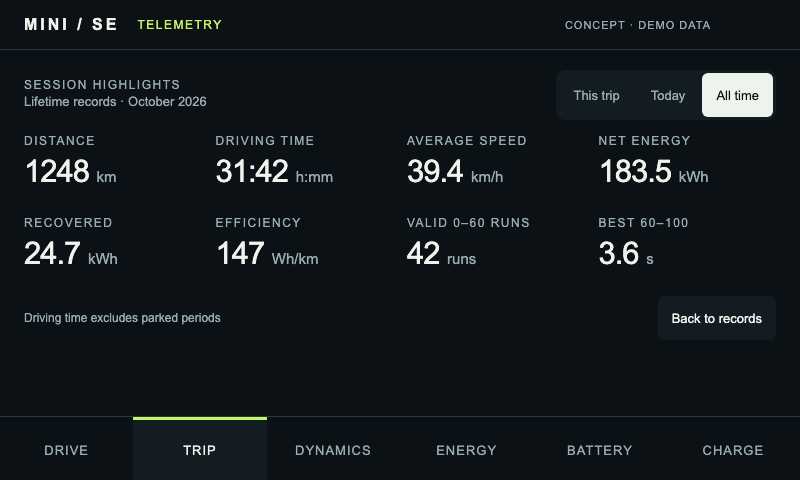 MINI / SE TELEMETRY CONCEPT · DEMO DATA
SESSION HIGHLIGHTS
Lifetime records · October 2026
This trip Today All time
DISTANCE DRIVING TIME AVERAGE SPEED NET ENERGY
1248 km 31:42 h:mm 39.4 km/h 183.5 kWh
RECOVERED EFFICIENCY VALID 0–60 RUNS BEST 60–100
24.7 kWh 147 Wh/km 42 runs 3.6 s
Driving time excludes parked periods Back to records
DRIVE TRIP DYNAMICS ENERGY BATTERY CHARGE